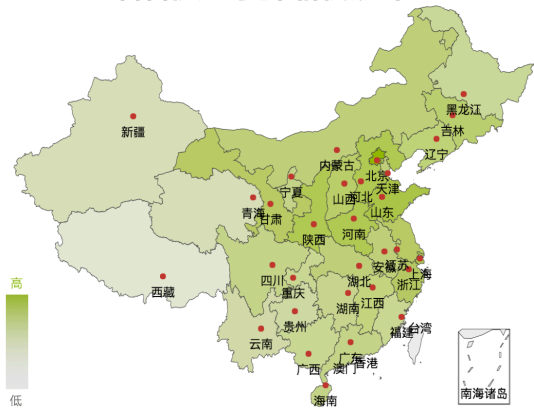 黑龙江
吉林
新疆
辽宁
内蒙古
北京
天津
宁夏
山西
河北
青海
甘肃
山东
陕西
河南
安徽
江苏
上海
西藏
四川
重庆
湖北
浙江
高
湖南
江西
贵州
云南
福建
台湾
广西
广东
澳门
香港
南海诸岛
海南
低